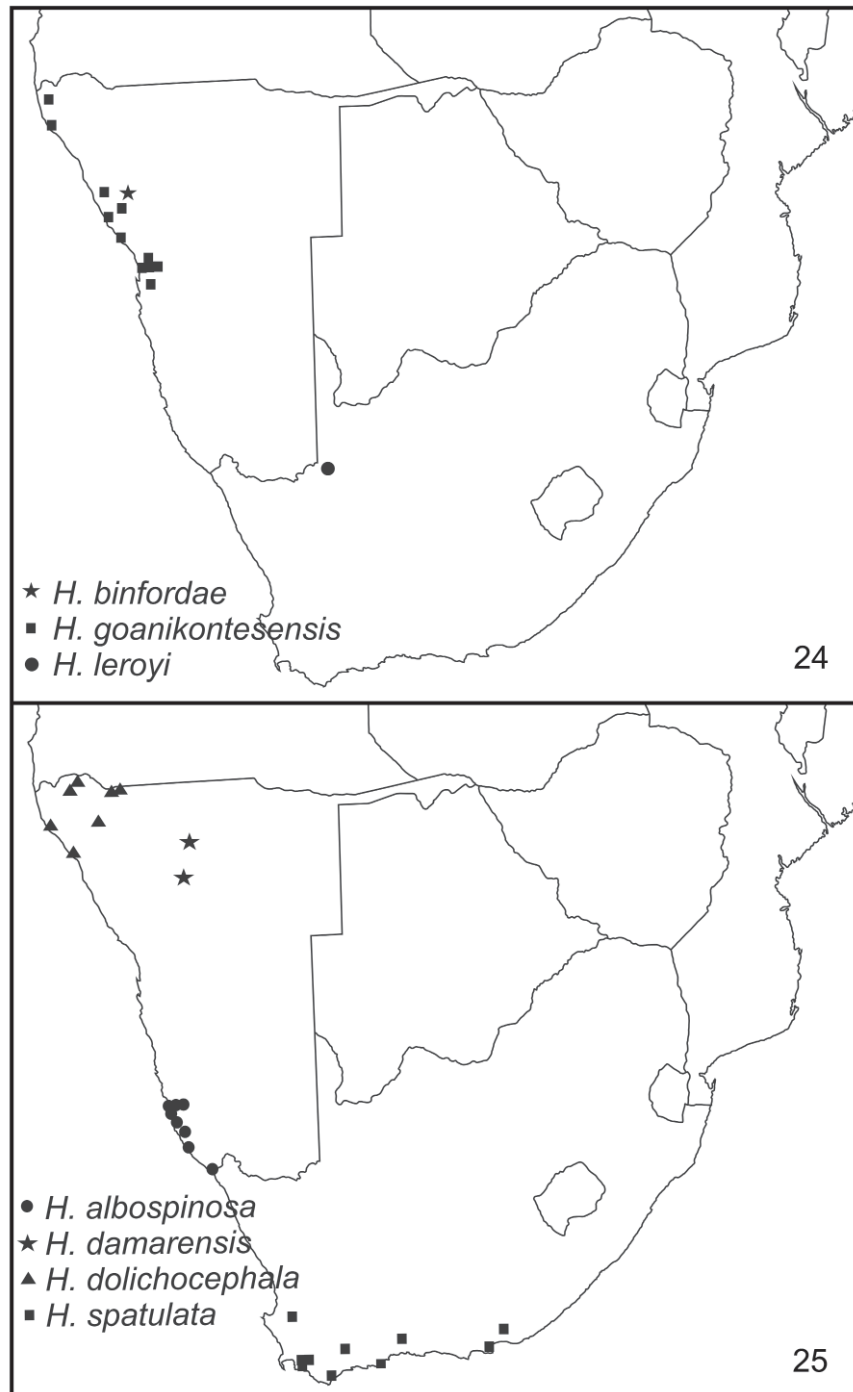 H. binfordae
H. goanikontesensis
H. leroyi
24
H. albospinosa
H. damarensis
H. dolichocephala
H. spatulata
25